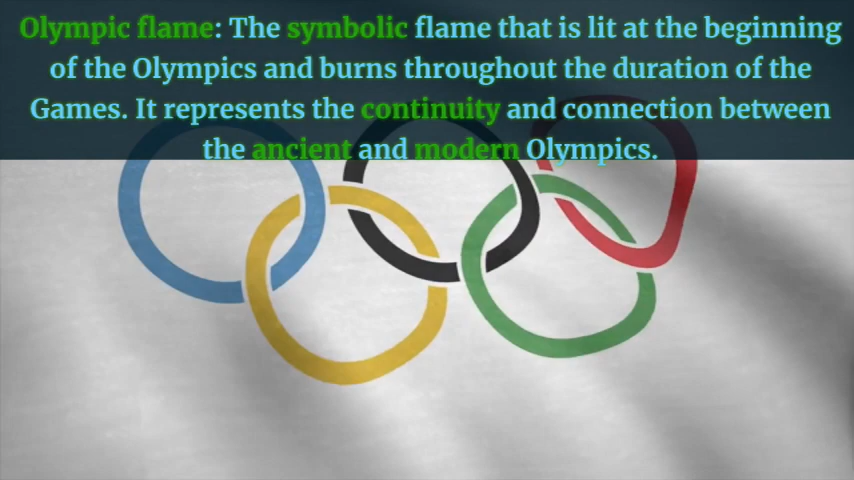 Olympic flame: The symbolic flame that is lit at the beginning
of the Olympics and burns throughout the duration of the
Games. It represents the continuity and connection between
the ancient and modern Olympics.